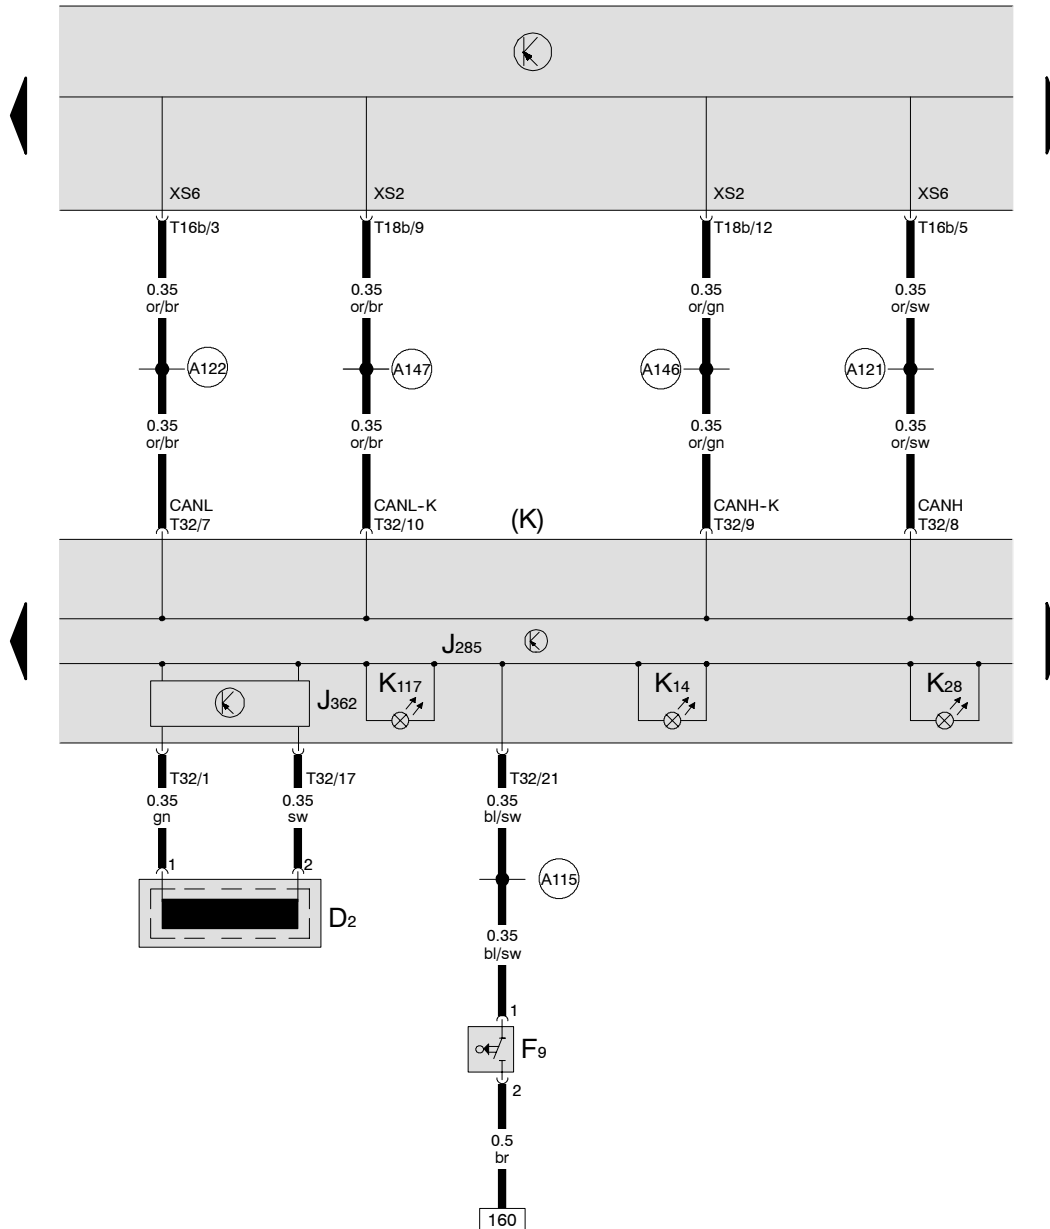 XS6 XS2 XS2 XS6
T16b/3 T18b/9 T18b/12 T16b/5
0.35 0.35 0.35 0.35
or/br or/br or/gn or/sw
A122 A147 A146 A121
0.35 0.35 0.35 0.35
or/br or/br or/gn or/sw
CANL CANL-K (K) CANH-K CANH
T32/7 T32/10 T32/9 T32/8
J285
J362 K117 K14 K28
T32/1 T32/17 T32/21
0.35 0.35 0.35
gn sw bl/sw
1 2
A115
D2
0.35
bl/sw
1
F9
2
0.5
br
160